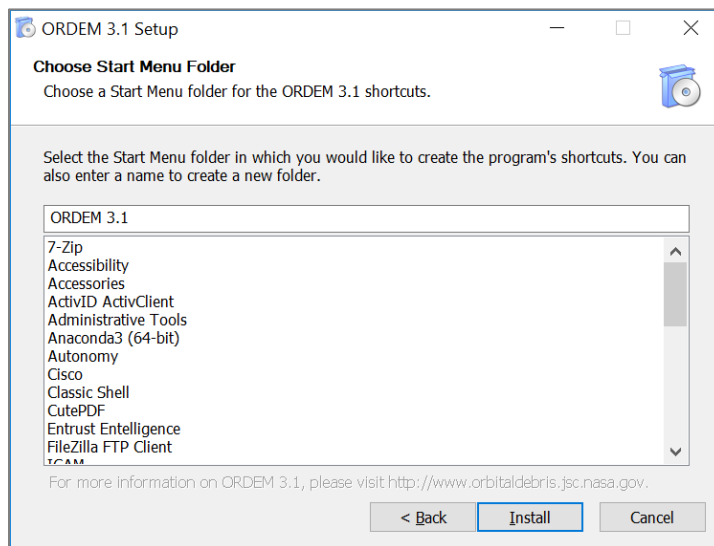 ORDEM 3.1 Setup
Choose Start Menu Folder
Choose a Start Menu folder for the ORDEM 3.1 shortcuts.
Select the Start Menu folder in which you would like to create the program's shortcuts. You can
also enter a name to create a new folder.
ORDEM 3.1
7-Zip
Accessibility
Accessories
ActivID ActivClient
Administrative Tools
Anaconda3 (64-bit)
Autonomy
Cisco
Classic Shell
CutePDF
Entrust Entelligence
FileZilla FTP Client
For more information on ORDEM 3.1, please visit http://www.orbitaldebris.jsc.nasa.gov.
< Back
Install
Cancel